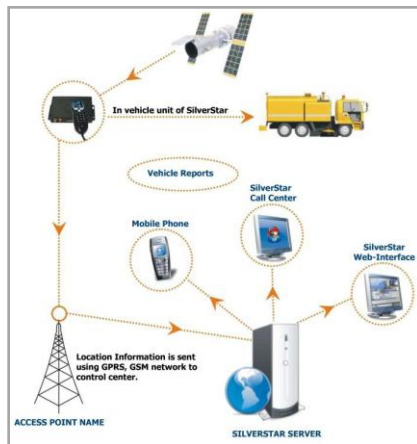 In vehicle unit of SilverStar
Vehicle Reports
SilverStar
Call Center
Mobile Phone
SilverStar
Web-Interface
Location Information is sent
using GPRS, GSM network to
control center.
ACCESS POINT NAME
SILVERSTAR SERVER